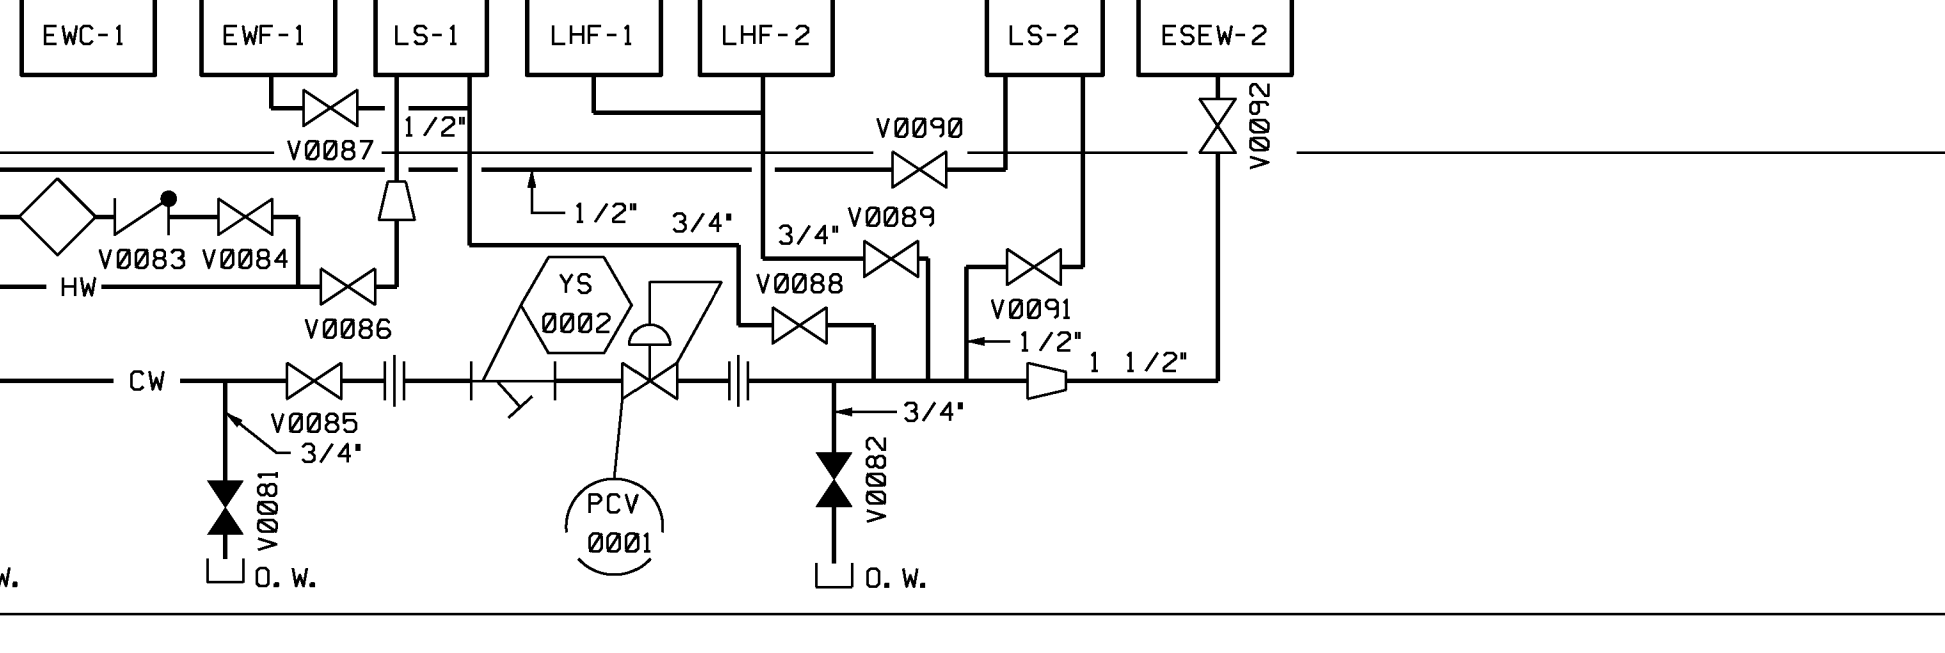 EWC-1
EWF-1
LS-1
LHF-1
LHF-2
LS-2
ESEW-2
V0092
1/2"
V0090
V0087
1/2"
3/4"
3/4"
V0089
V0083
V0084
HW
YS
0002
V0088
V0091
V0086
1/2"
1 1/2"
CW
V0085
3/4"
3/4"
V0081
V0082
PCV
0001
W.
O. W.
O. W.